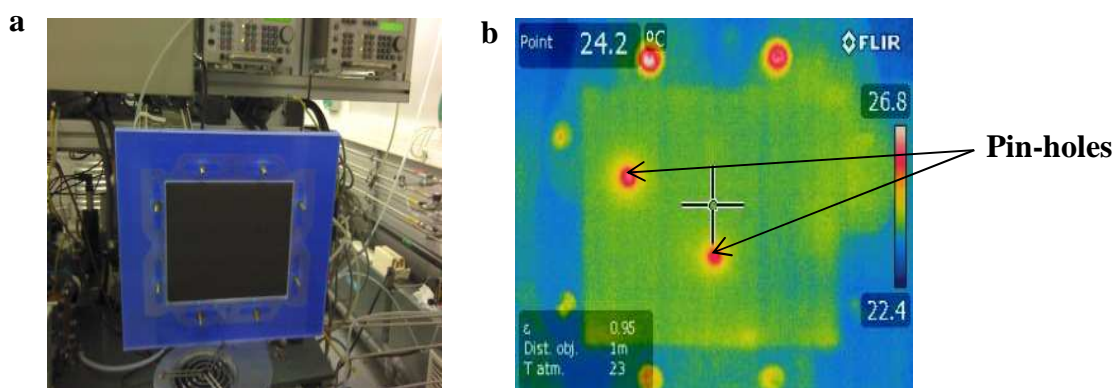 a
b
Point 24.2 °C
FLIR
26.8
Pin-holes
22.4
ε 0.95
Dist. obj. 1m
T atm. 23